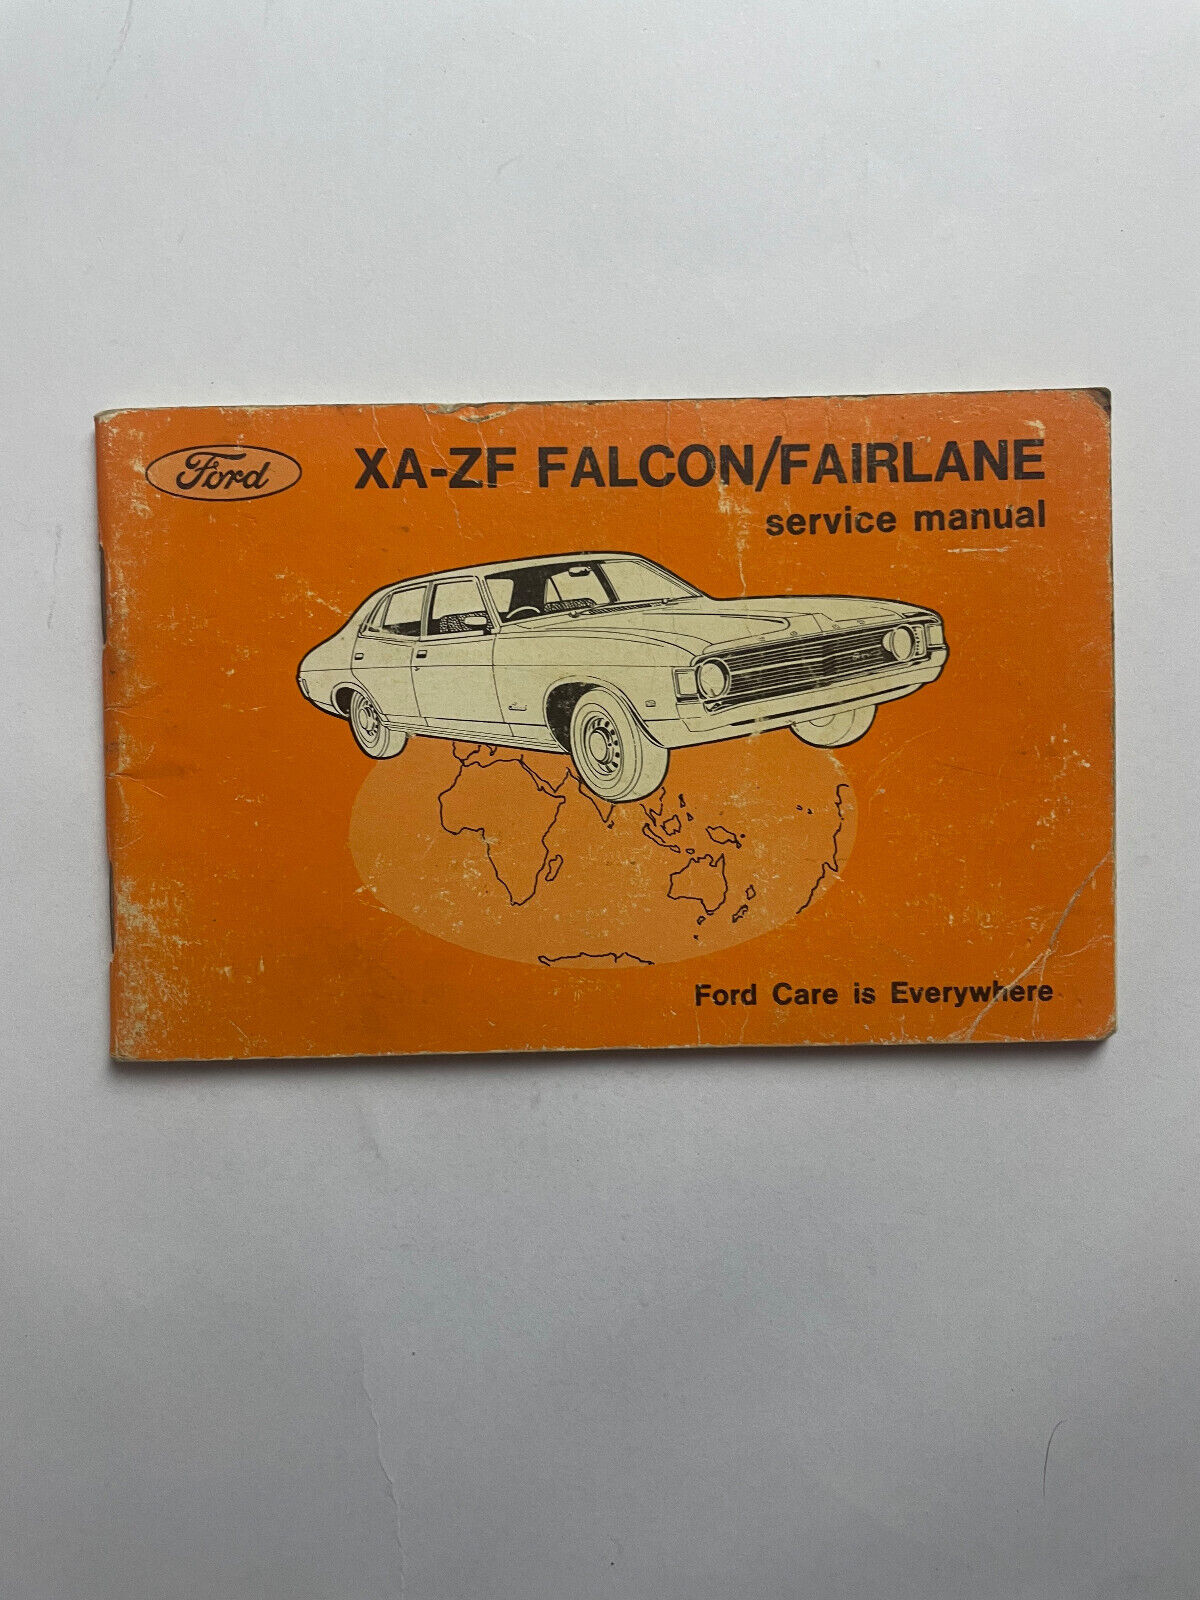 Ford
XA-ZF FALCON/FAIRLANE
service manual
Ford Care is Everywhere